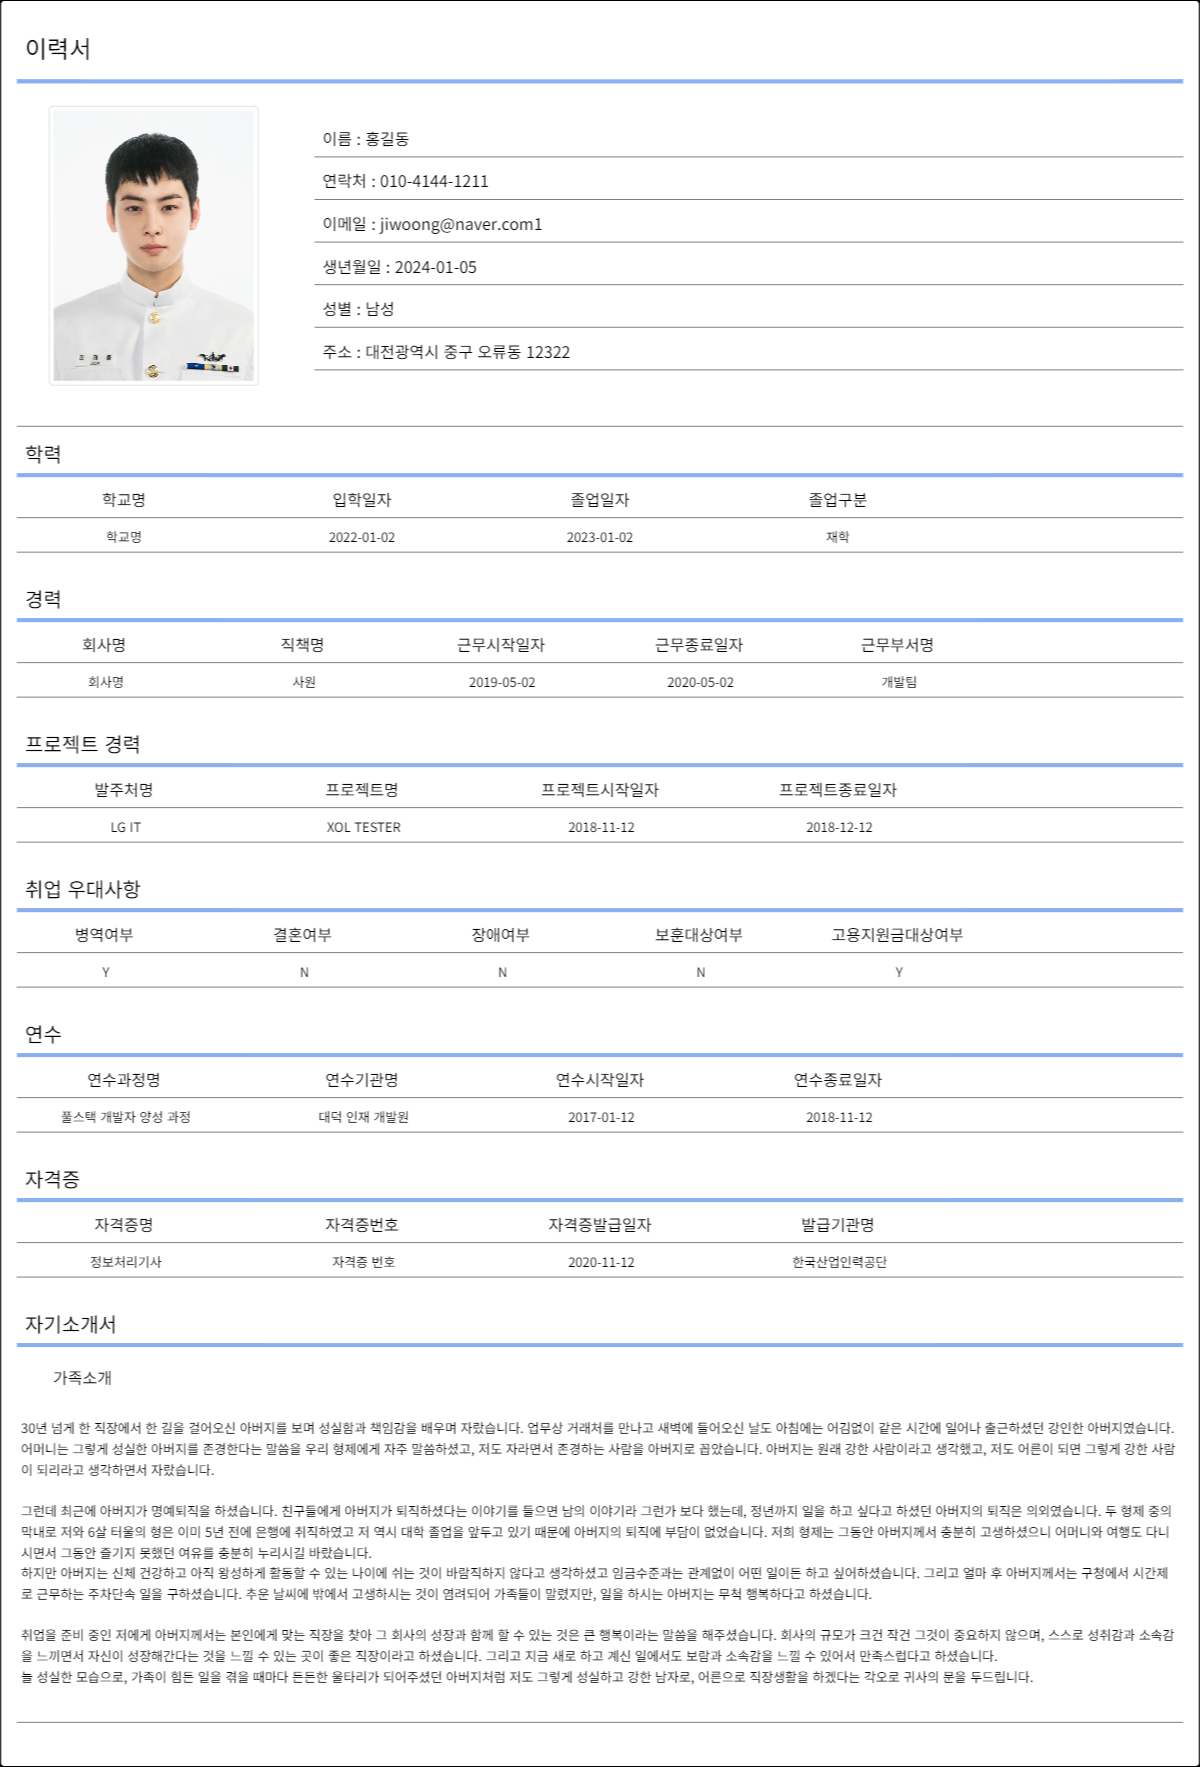 이력서
이름 : 홍길동
연락처 : 010-4144-1211
이메일 : jiwoong@naver.com1
생년월일 : 2024-01-05
성별 : 남성
주소 : 대전광역시 중구 오류동 12322
학력
학교명 입학일자 졸업일자 졸업구분
학교명 2022-01-02 2023-01-02 재학
경력
회사명 직책명 근무시작일자 근무종료일자 근무부서명
회사명 사원 2019-05-02 2020-05-02 개발팀
프로젝트 경력
발주처명 프로젝트명 프로젝트시작일자 프로젝트종료일자
LG IT XOL TESTER 2018-11-12 2018-12-12
취업 우대사항
병역여부 결혼여부 장애여부 보훈대상여부 고용지원금대상여부
Y N N N Y
연수
연수과정명 연수기관명 연수시작일자 연수종료일자
풀스택 개발자 양성 과정 대덕 인재 개발원 2017-01-12 2018-11-12
자격증
자격증명 자격증번호 자격증발급일자 발급기관명
정보처리기사 자격증 번호 2020-11-12 한국산업인력공단
자기소개서
가족소개
30년 넘게 한 직장에서 한 길을 걸어오신 아버지를 보며 성실함과 책임감을 배우며 자랐습니다. 업무상 거래처를 만나고 새벽에 들어오신 날도 아침에는 어김없이 같은 시간에 일어나 출근하셨던 강인한 아버지였습니다.
어머니는 그렇게 성실한 아버지를 존경한다는 말씀을 우리 형제에게 자주 말씀하셨고, 저도 자라면서 존경하는 사람을 아버지로 꼽았습니다. 아버지는 원래 강한 사람이라고 생각했고, 저도 어른이 되면 그렇게 강한 사람
이 되리라고 생각하면서 자랐습니다.
그런데 최근에 아버지가 명예퇴직을 하셨습니다. 친구들에게 아버지가 퇴직하셨다는 이야기를 들으면 남의 이야기라 그런가 보다 했는데, 정년까지 일을 하고 싶다고 하셨던 아버지의 퇴직은 의외였습니다. 두 형제 중의
막내로 저와 6살 터울의 형은 이미 5년 전에 은행에 취직하였고 저 역시 대학 졸업을 앞두고 있기 때문에 아버지의 퇴직에 부담이 없었습니다. 저희 형제는 그동안 아버지께서 충분히 고생하셨으니 어머니와 여행도 다니
시면서 그동안 즐기지 못했던 여유를 충분히 누리시길 바랐습니다.
하지만 아버지는 신체 건강하고 아직 왕성하게 활동할 수 있는 나이에 쉬는 것이 바람직하지 않다고 생각하셨고 임금수준과는 관계없이 어떤 일이든 하고 싶어하셨습니다. 그리고 얼마 후 아버지께서는 구청에서 시간제
로 근무하는 주차단속 일을 구하셨습니다. 추운 날씨에 밖에서 고생하시는 것이 염려되어 가족들이 말렸지만, 일을 하시는 아버지는 무척 행복하다고 하셨습니다.
취업을 준비 중인 저에게 아버지께서는 본인에게 맞는 직장을 찾아 그 회사의 성장과 함께 할 수 있는 것은 큰 행복이라는 말씀을 해주셨습니다. 회사의 규모가 크건 작건 그것이 중요하지 않으며, 스스로 성취감과 소속감
을 느끼면서 자신이 성장해간다는 것을 느낄 수 있는 곳이 좋은 직장이라고 하셨습니다. 그리고 지금 새로 하고 계신 일에서도 보람과 소속감을 느낄 수 있어서 만족스럽다고 하셨습니다.
늘 성실한 모습으로, 가족이 힘든 일을 겪을 때마다 든든한 울타리가 되어주셨던 아버지처럼 저도 그렇게 성실하고 강한 남자로, 어른으로 직장생활을 하겠다는 각오로 귀사의 문을 두드립니다.